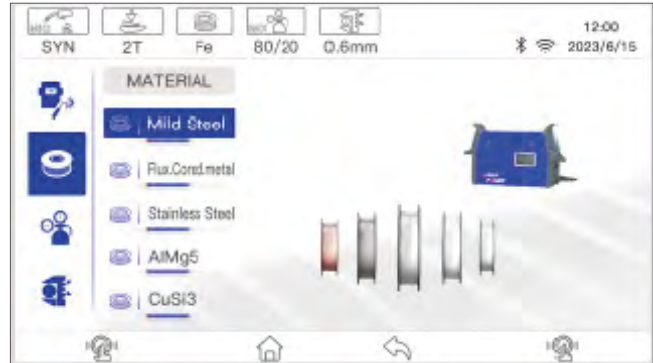 SYN 2T Fe 80/20 0.6mm
12:00
2023/6/15
MATERIAL
Mild Steel
Flux.Cored.metal
Stainless Steel
AlMg5
CuSi3